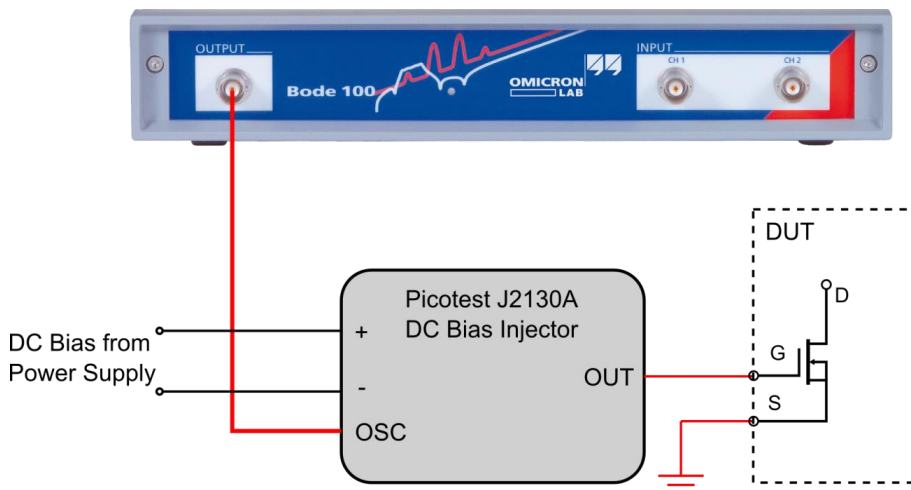 OUTPUT
INPUT
CH 1
CH 2
Bode 100
OMICRON
LAB
DUT
D
Picotest J2130A
DC Bias Injector
DC Bias from
Power Supply
+
-
OUT
OSC
G
S